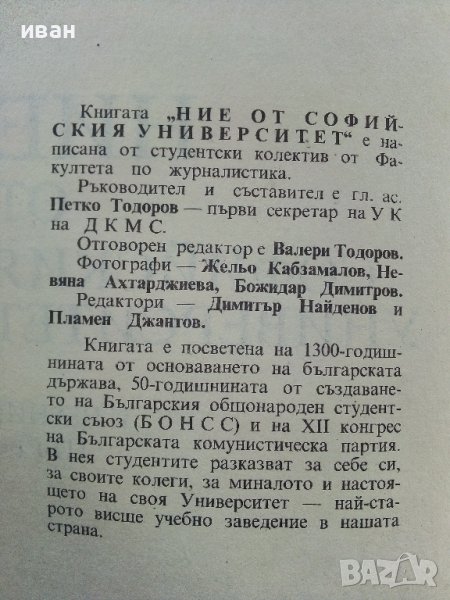 иван
Книгата „НИЕ ОТ СОФИЙ-
СКИЯ УНИВЕРСИТЕТ“ е на-
писана от студентски колектив от Фа-
култета по журналистика.
Ръководител и съставител е гл. ас.
Петко Тодоров — първи секретар на УК
на ДКМС.
Отговорен редактор е Валери Тодоров.
Фотографи — Жельо Кабзамалов, Не-
вяна Ахтарджиева, Божидар Димитров.
Редактори — Димитър Найденов и
Пламен Джантов.
Книгата е посветена на 1300-годиш-
нината от основаването на българската
държава, 50-годишнината от създаване-
то на Българския общонароден студент-
ски съюз (БОНСС) и на XII конгрес
на Българската комунистическа партия.
В нея студентите разказват за себе си,
за своите колеги, за миналото и настоя-
щето на своя Университет — най-ста-
рото висше учебно заведение в нашата
страна.
BAZAR